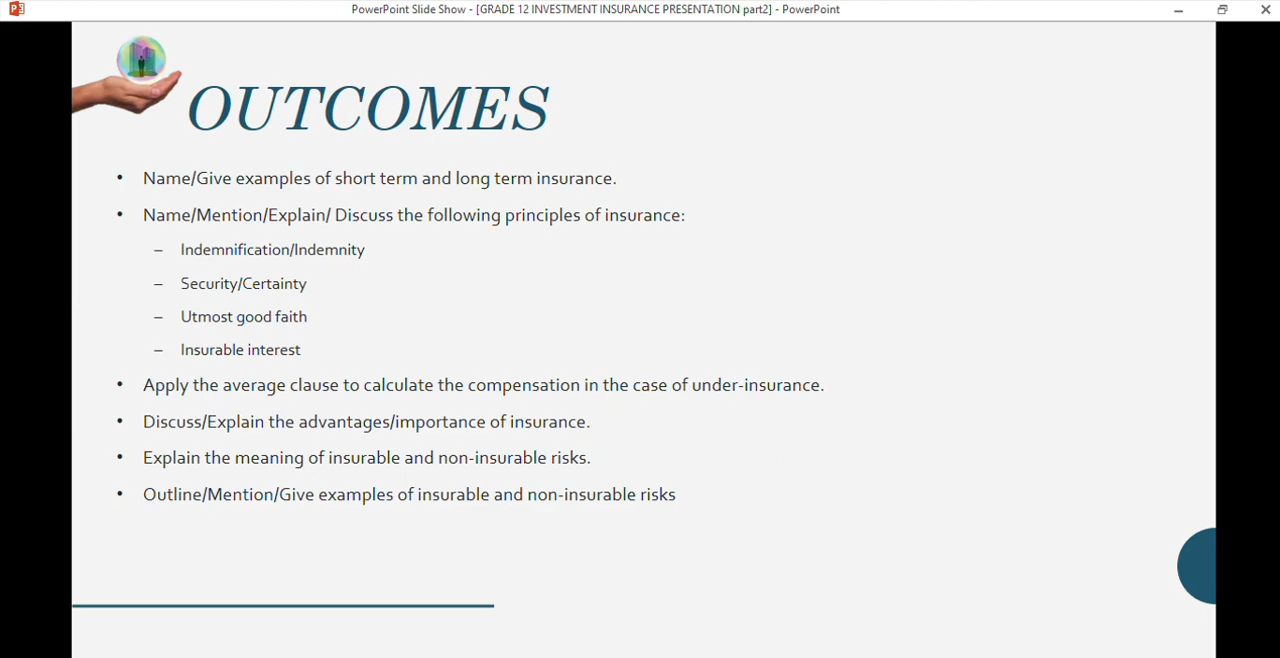 PowerPoint Slide Show - [GRADE 12 INVESTMENT INSURANCE PRESENTATION part2] - PowerPoint
OUTCOMES
• Name/Give examples of short term and long term insurance.
• Name/Mention/Explain/ Discuss the following principles of insurance:
– Indemnification/Indemnity
– Security/Certainty
– Utmost good faith
– Insurable interest
• Apply the average clause to calculate the compensation in the case of under-insurance.
• Discuss/Explain the advantages/importance of insurance.
• Explain the meaning of insurable and non-insurable risks.
• Outline/Mention/Give examples of insurable and non-insurable risks